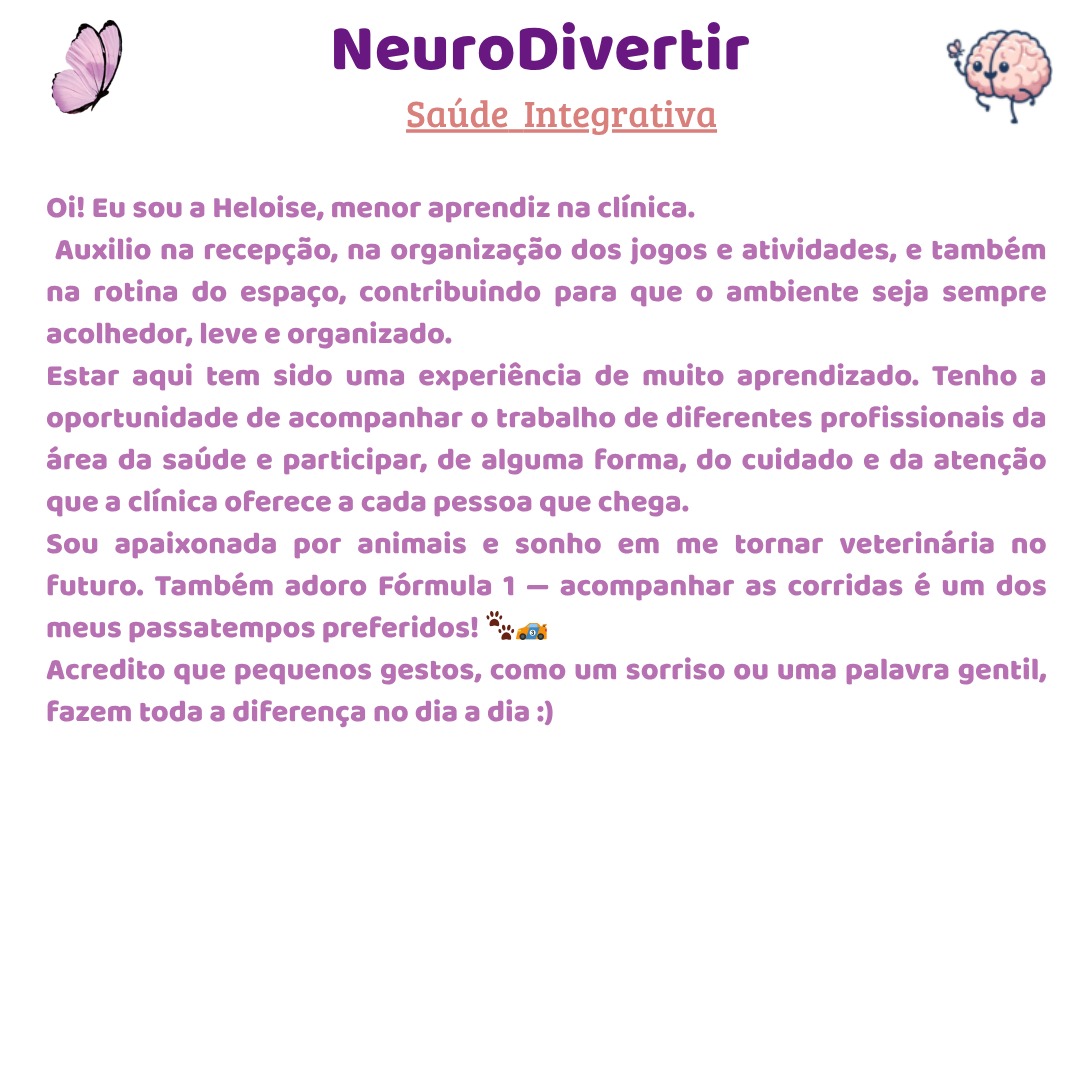 NeuroDivertir
Saúde Integrativa
Oi! Eu sou a Heloise, menor aprendiz na clínica.
Auxilio na recepção, na organização dos jogos e atividades, e também
na rotina do espaço, contribuindo para que o ambiente seja sempre
acolhedor, leve e organizado.
Estar aqui tem sido uma experiência de muito aprendizado. Tenho a
oportunidade de acompanhar o trabalho de diferentes profissionais da
área da saúde e participar, de alguma forma, do cuidado e da atenção
que a clínica oferece a cada pessoa que chega.
Sou apaixonada por animais e sonho em me tornar veterinária no
futuro. Também adoro Fórmula 1 — acompanhar as corridas é um dos
meus passatempos preferidos! 🐾🏎️
Acredito que pequenos gestos, como um sorriso ou uma palavra gentil,
fazem toda a diferença no dia a dia :)